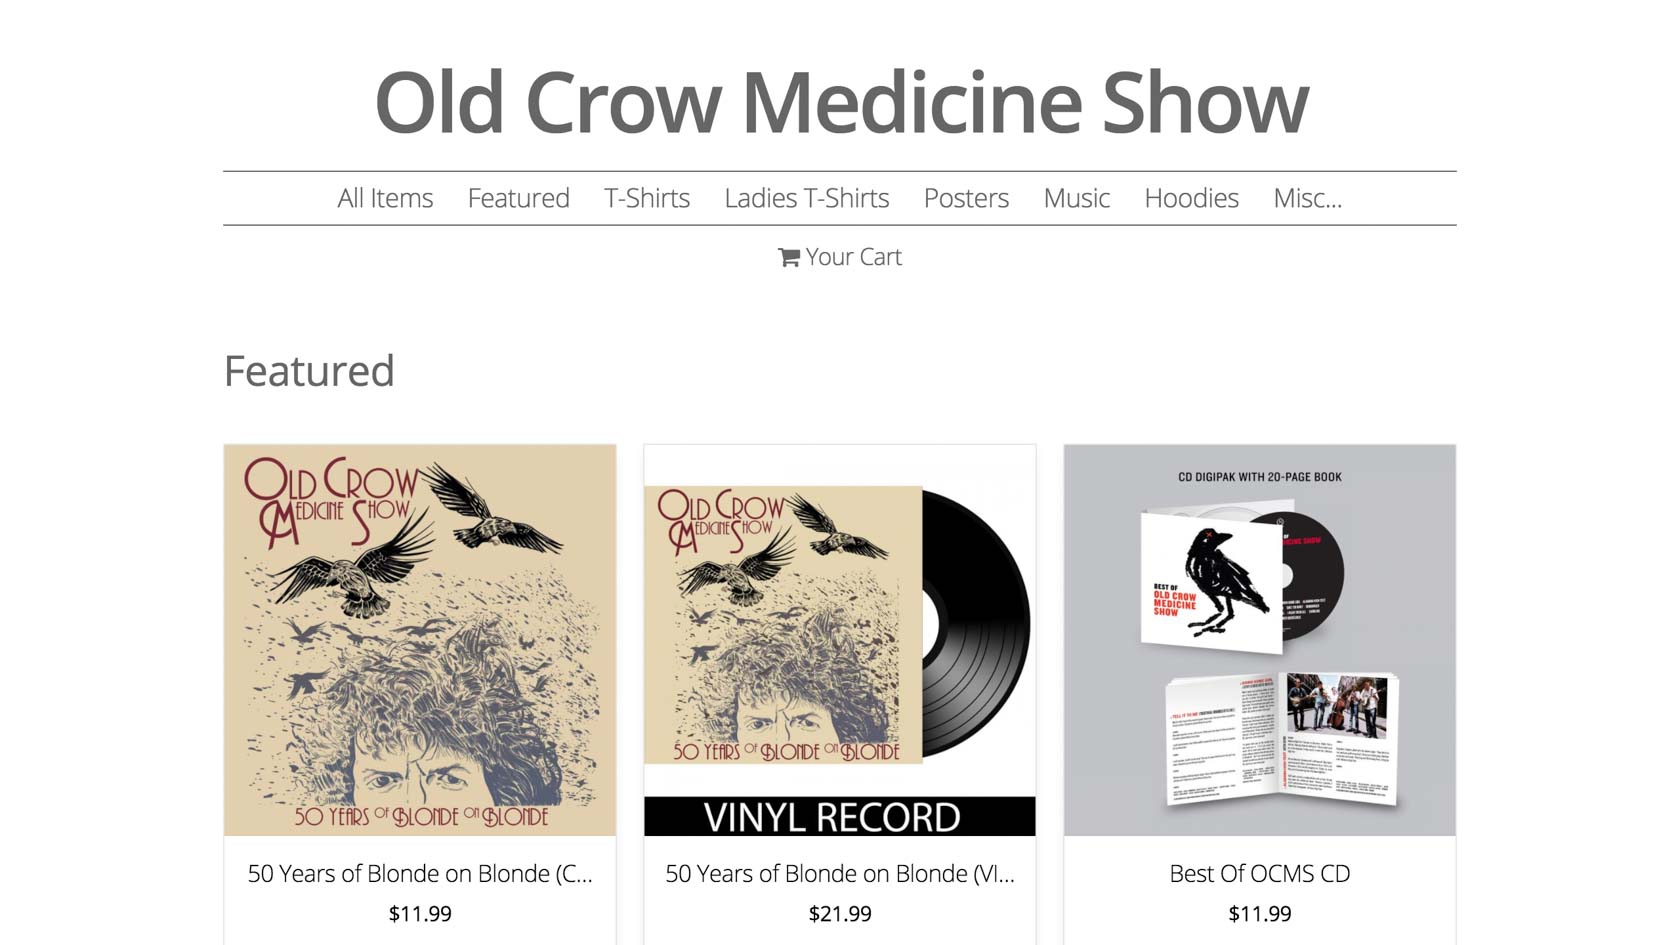 Old Crow Medicine Show
All Items Featured T-Shirts Ladies T-Shirts Posters Music Hoodies Misc...
Your Cart
Featured
OLD CROW
MEDICINE SHOW
50 YEARS OF BLONDE ON BLONDE
50 Years of Blonde on Blonde (C...
$11.99
OLD CROW
MEDICINE SHOW
50 YEARS OF BLONDE ON BLONDE
VINYL RECORD
50 Years of Blonde on Blonde (VI...
$21.99
CD DIGIPAK WITH 20-PAGE BOOK
BEST OF
OLD CROW
MEDICINE
SHOW
Best Of OCMS CD
$11.99